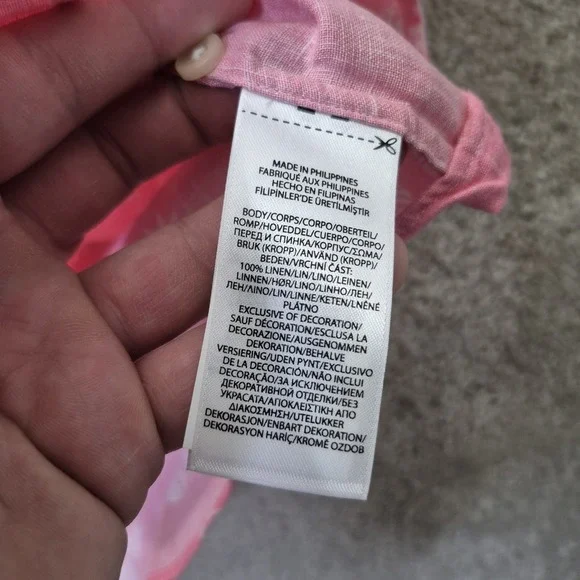 MADE IN PHILIPPINES
FABRIQUÉ AUX PHILIPPINES
HECHO EN FILIPINAS
FİLİPİNLER'DE ÜRETİLMİŞTİR
BODY/CORPS/CORPO/OBERTEIL/
ROMP/HOVEDDEL/CUERPO/CORPO/
ПЕРЕД И СПИНКА/КОРПУС/ΣΩΜΑ/
BRUK (KROPP)/ANVÄND (KROPP)/
BEDEN/VRCHNÍ ČÁST:
100% LINEN/LIN/LINO/LEINEN/
LINNEN/HØR/LINO/LINHO/ЛЕН/
ЛЕН/ΛΙΝΟ/LIN/LINNE/KETEN/LNĚNÉ
PLÁTNO
EXCLUSIVE OF DECORATION/
SAUF DÉCORATION/ESCLUSA LA
DECORAZIONE/AUSGENOMMEN
DEKORATION/BEHALVE
VERSIERING/UDEN PYNT/EXCLUSIVO
DE LA DECORACIÓN/NÃO INCLUI
DECORAÇÃO/ЗА ИСКЛЮЧЕНИЕМ
ДЕКОРАТИВНОЙ ОТДЕЛКИ/БЕЗ
УКРАСАТА/ΑΠΟΚΛΕΙΣΤΙΚΗ ΑΠΟ
ΔΙΑΚΟΣΜΗΣΗ/UTELUKKER
DEKORASJON/ENBART DEKORATION/
DEKORASYON HARİÇ/KROMĚ OZDOB